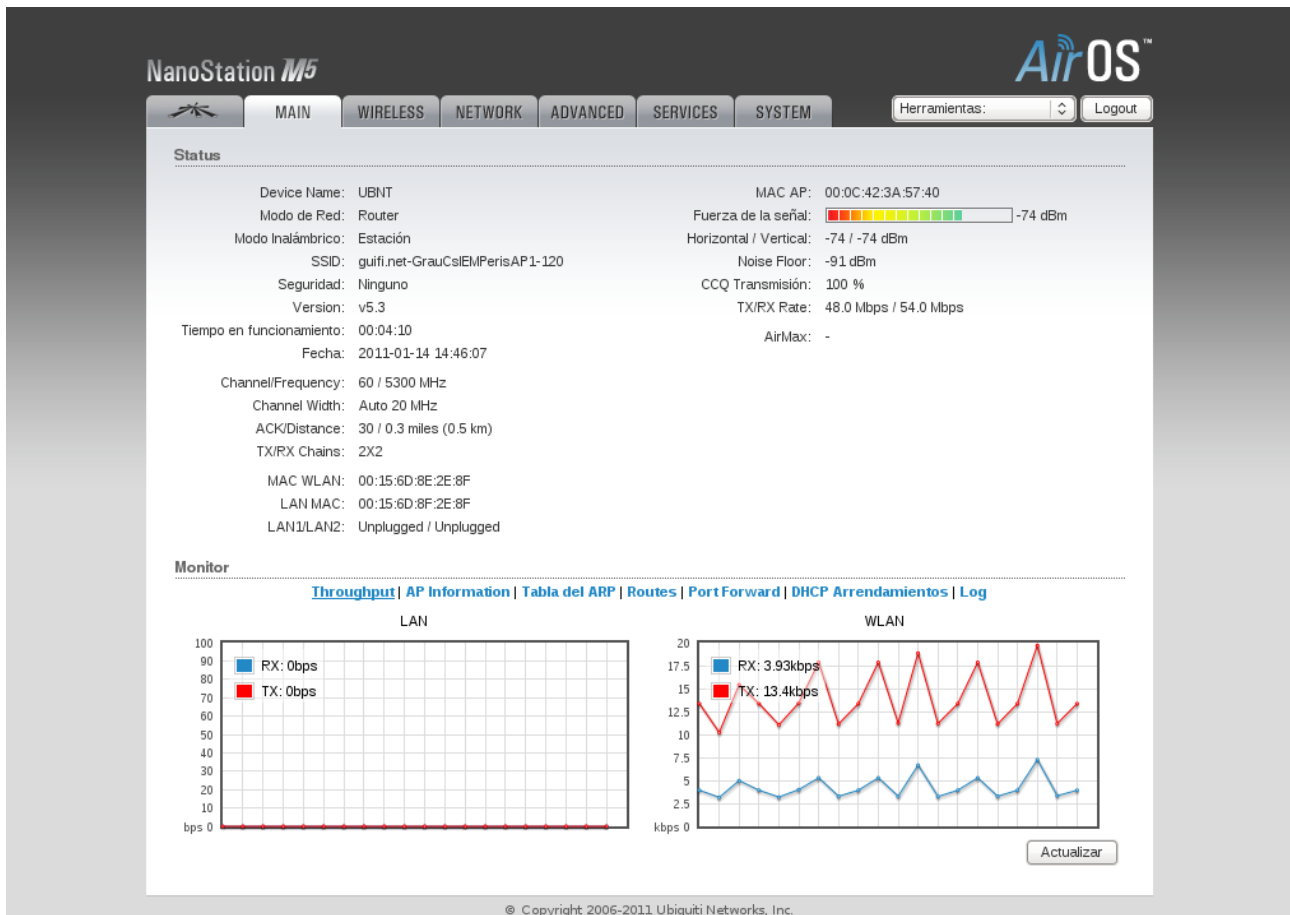 NanoStation M5
AirOS™
MAIN WIRELESS NETWORK ADVANCED SERVICES SYSTEM
Herramientas: Logout
Status
Device Name: UBNT
Modo de Red: Router
Modo Inalámbrico: Estación
SSID: guifi.net-GrauCslEMPerisAP1-120
Seguridad: Ninguno
Version: v5.3
Tiempo en funcionamiento: 00:04:10
Fecha: 2011-01-14 14:46:07
Channel/Frequency: 60 / 5300 MHz
Channel Width: Auto 20 MHz
ACK/Distance: 30 / 0.3 miles (0.5 km)
TX/RX Chains: 2X2
MAC WLAN: 00:15:6D:8E:2E:8F
LAN MAC: 00:15:6D:8F:2E:8F
LAN1/LAN2: Unplugged / Unplugged
MAC AP: 00:0C:42:3A:57:40
Fuerza de la señal: -74 dBm
Horizontal / Vertical: -74 / -74 dBm
Noise Floor: -91 dBm
CCQ Transmisión: 100 %
TX/RX Rate: 48.0 Mbps / 54.0 Mbps
AirMax: -
Monitor
Throughput | AP Information | Tabla del ARP | Routes | Port Forward | DHCP Arrendamientos | Log
LAN
100
90
80
70
60
50
40
30
20
10
bps 0
RX: 0bps
TX: 0bps
WLAN
20
17.5
15
12.5
10
7.5
5
2.5
kbps 0
RX: 3.93kbps
TX: 13.4kbps
Actualizar
© Copyright 2006-2011 Ubiquiti Networks, Inc.